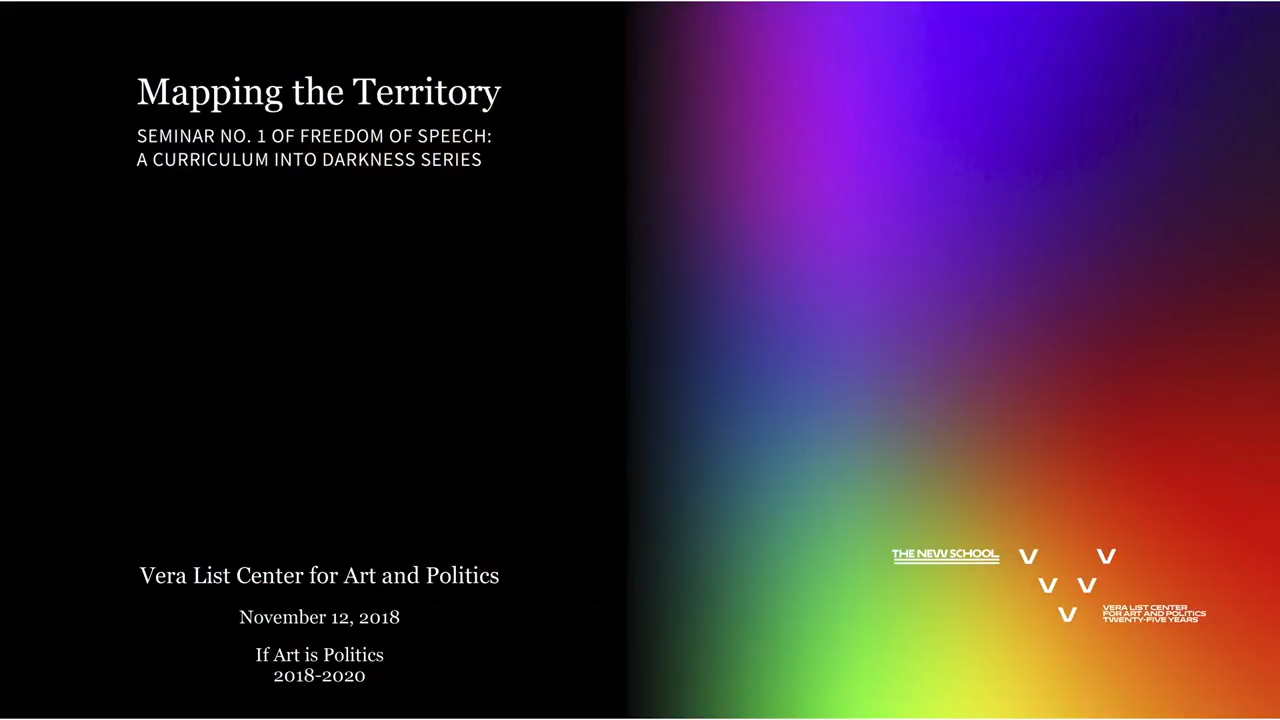 Mapping the Territory
SEMINAR NO. 1 OF FREEDOM OF SPEECH:
A CURRICULUM INTO DARKNESS SERIES
Vera List Center for Art and Politics
November 12, 2018
If Art is Politics
2018-2020
THE NEW SCHOOL
V V
V V
V
VERA LIST CENTER
FOR ART AND POLITICS
TWENTY-FIVE YEARS